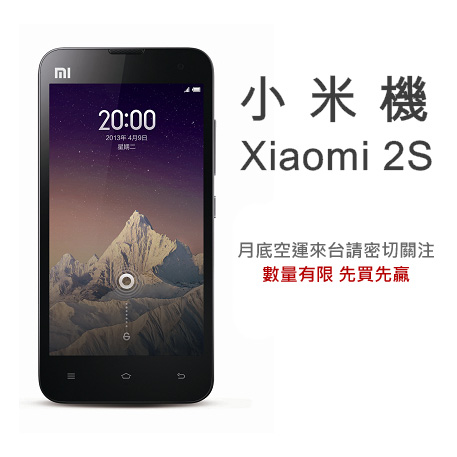 mi
20:00
2013年 4月9日
星期二
小米機
Xiaomi 2S
月底空運來台請密切關注
數量有限 先買先贏